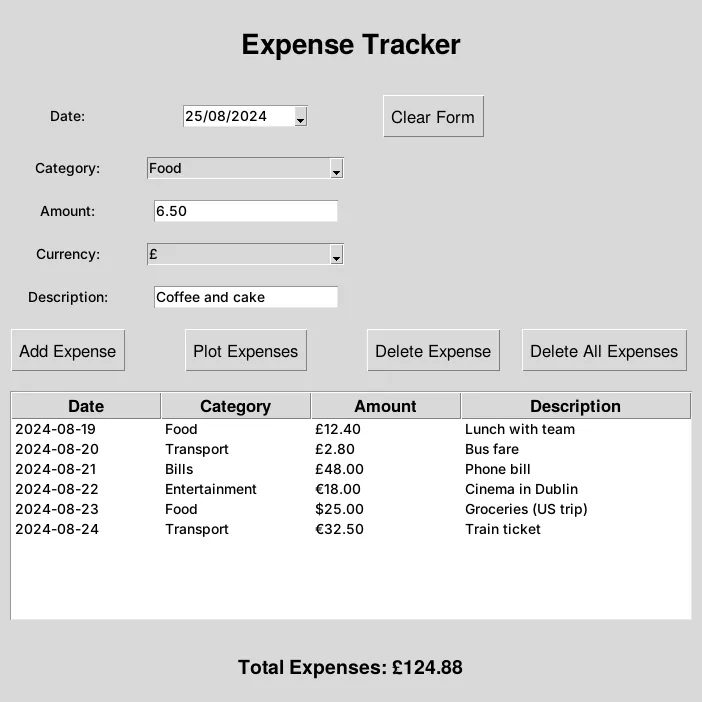 Expense Tracker
Date: 25/08/2024 Clear Form
Category: Food
Amount: 6.50
Currency: £
Description: Coffee and cake
Add Expense Plot Expenses Delete Expense Delete All Expenses
Date Category Amount Description
2024-08-19 Food £12.40 Lunch with team
2024-08-20 Transport £2.80 Bus fare
2024-08-21 Bills £48.00 Phone bill
2024-08-22 Entertainment €18.00 Cinema in Dublin
2024-08-23 Food $25.00 Groceries (US trip)
2024-08-24 Transport €32.50 Train ticket
Total Expenses: £124.88